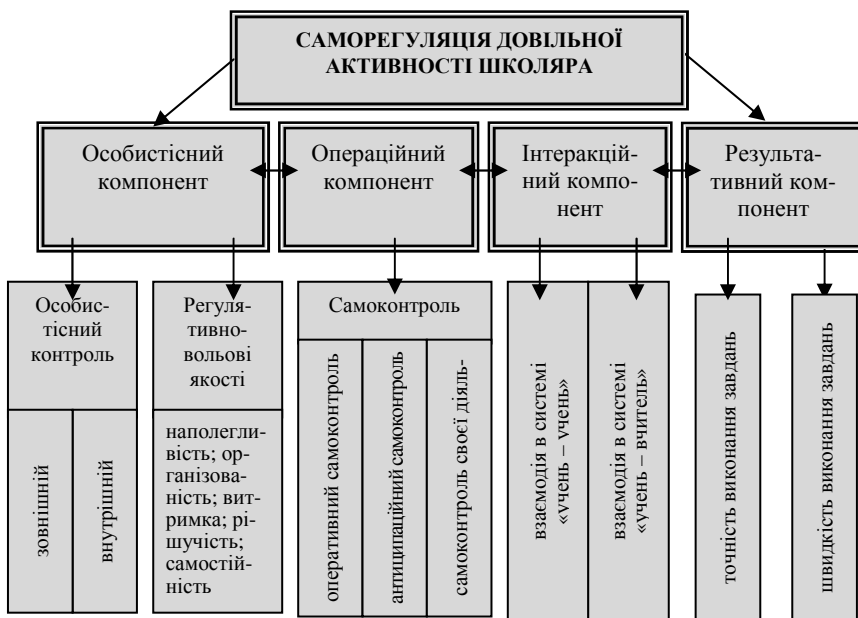 САМОРЕГУЛЯЦІЯ ДОВІЛЬНОЇ
АКТИВНОСТІ ШКОЛЯРА
Особистісний
компонент
Операційний
компонент
Інтеракцій-
ний компо-
нент
Результа-
тивний ком-
понент
Особис-
тісний
контроль
зовнішній
внутрішній
Регуля-
тивно-
вольові
якості
наполегли-
вість; ор-
ганізова-
ність; вит-
римка; рі-
шучість;
самостій-
ність
Самоконтроль
оперативний самоконтроль
антиципаційний самоконтроль
самоконтроль своєї діяль-
взаємодія в системі
«учень – учень»
взаємодія в системі
«учень – вчитель»
точність виконання завдань
швидкість виконання завдань